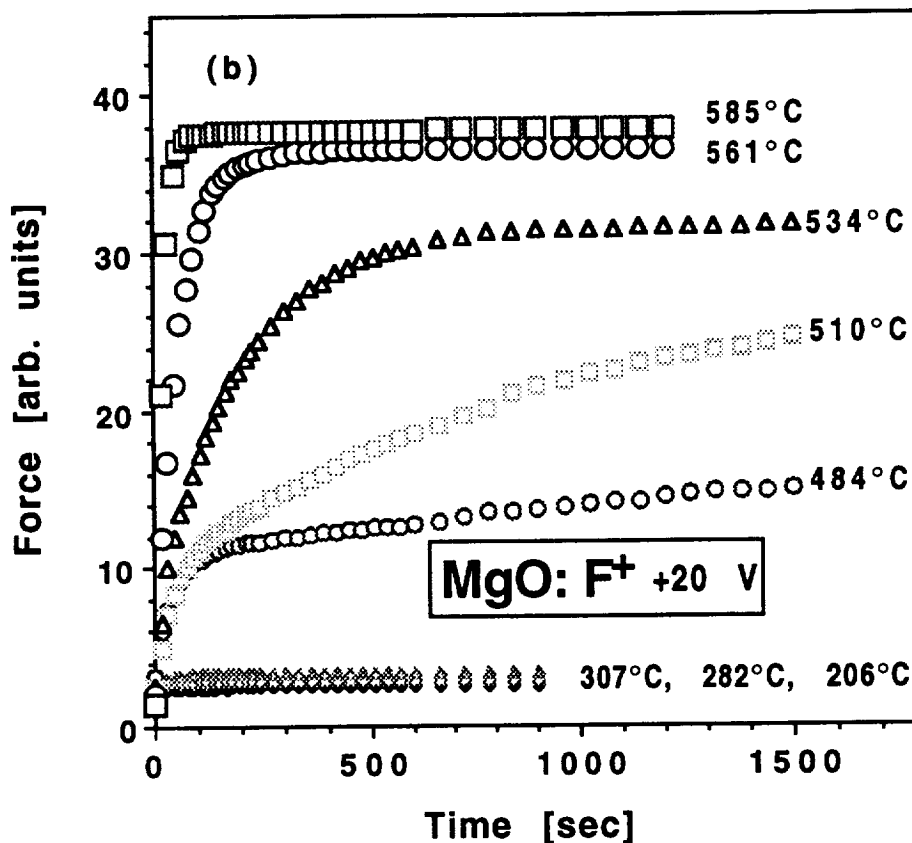 (b)
40
30
20
10
0
Force [arb. units]
585°C
561°C
534°C
510°C
484°C
MgO: F⁺ +20 V
307°C, 282°C, 206°C
0 500 1000 1500
Time [sec]